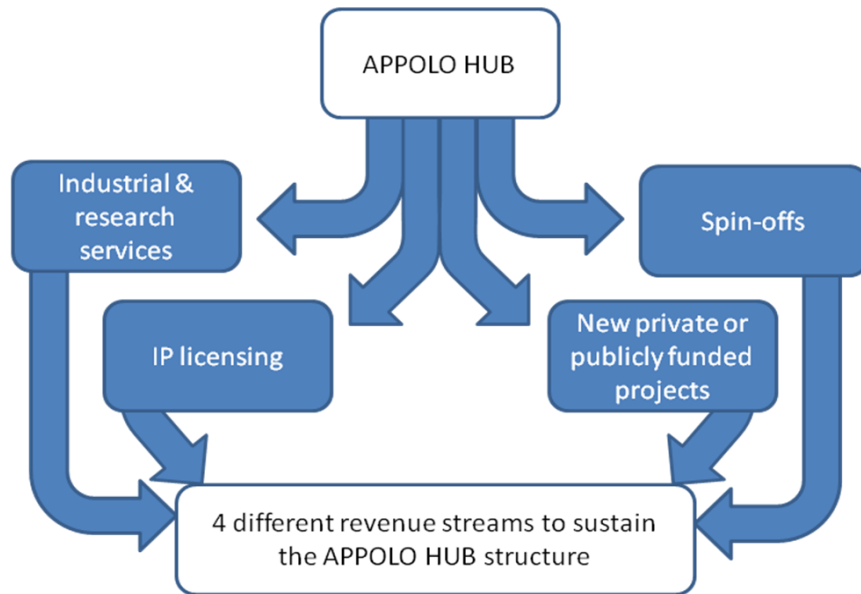 APPOLO HUB
Industrial &
research
services
Spin-offs
IP licensing
New private or
publicly funded
projects
4 different revenue streams to sustain
the APPOLO HUB structure